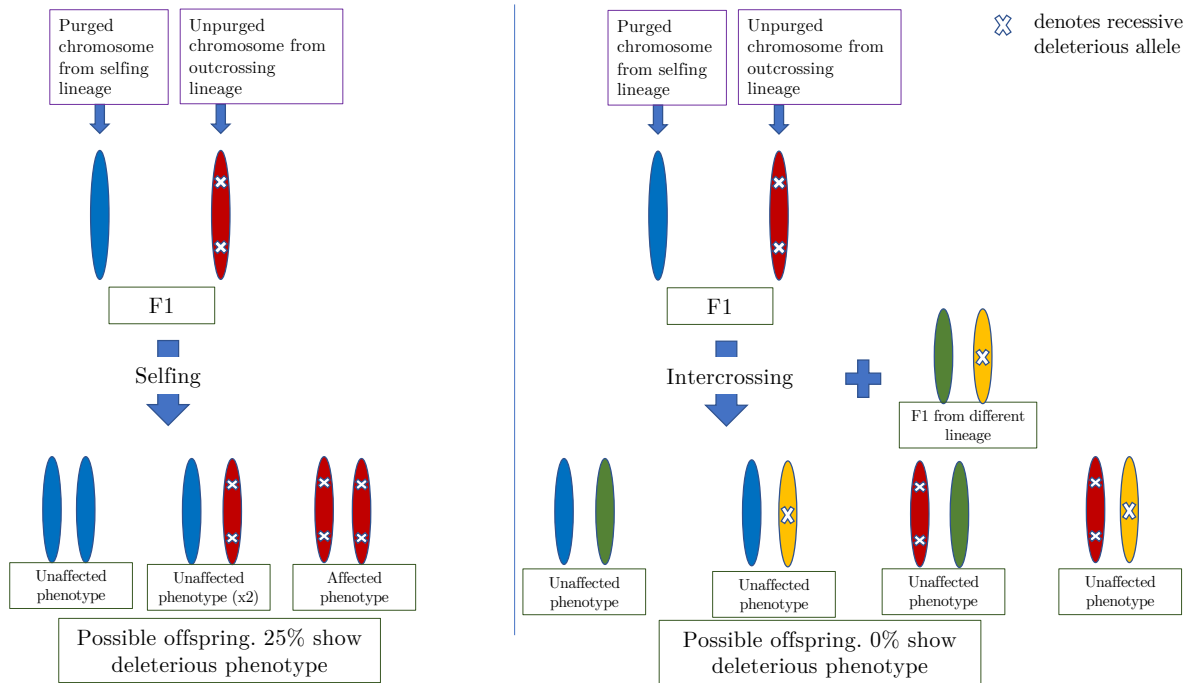 Purged
chromosome
from selfing
lineage
Unpurged
chromosome from
outcrossing
lineage
F1
Selfing
Unaffected
phenotype
Unaffected
phenotype (x2)
Affected
phenotype
Possible offspring. 25% show
deleterious phenotype
Purged
chromosome
from selfing
lineage
Unpurged
chromosome from
outcrossing
lineage
denotes recessive
deleterious allele
F1
Intercrossing
F1 from different
lineage
Unaffected
phenotype
Unaffected
phenotype
Unaffected
phenotype
Unaffected
phenotype
Possible offspring. 0% show
deleterious phenotype